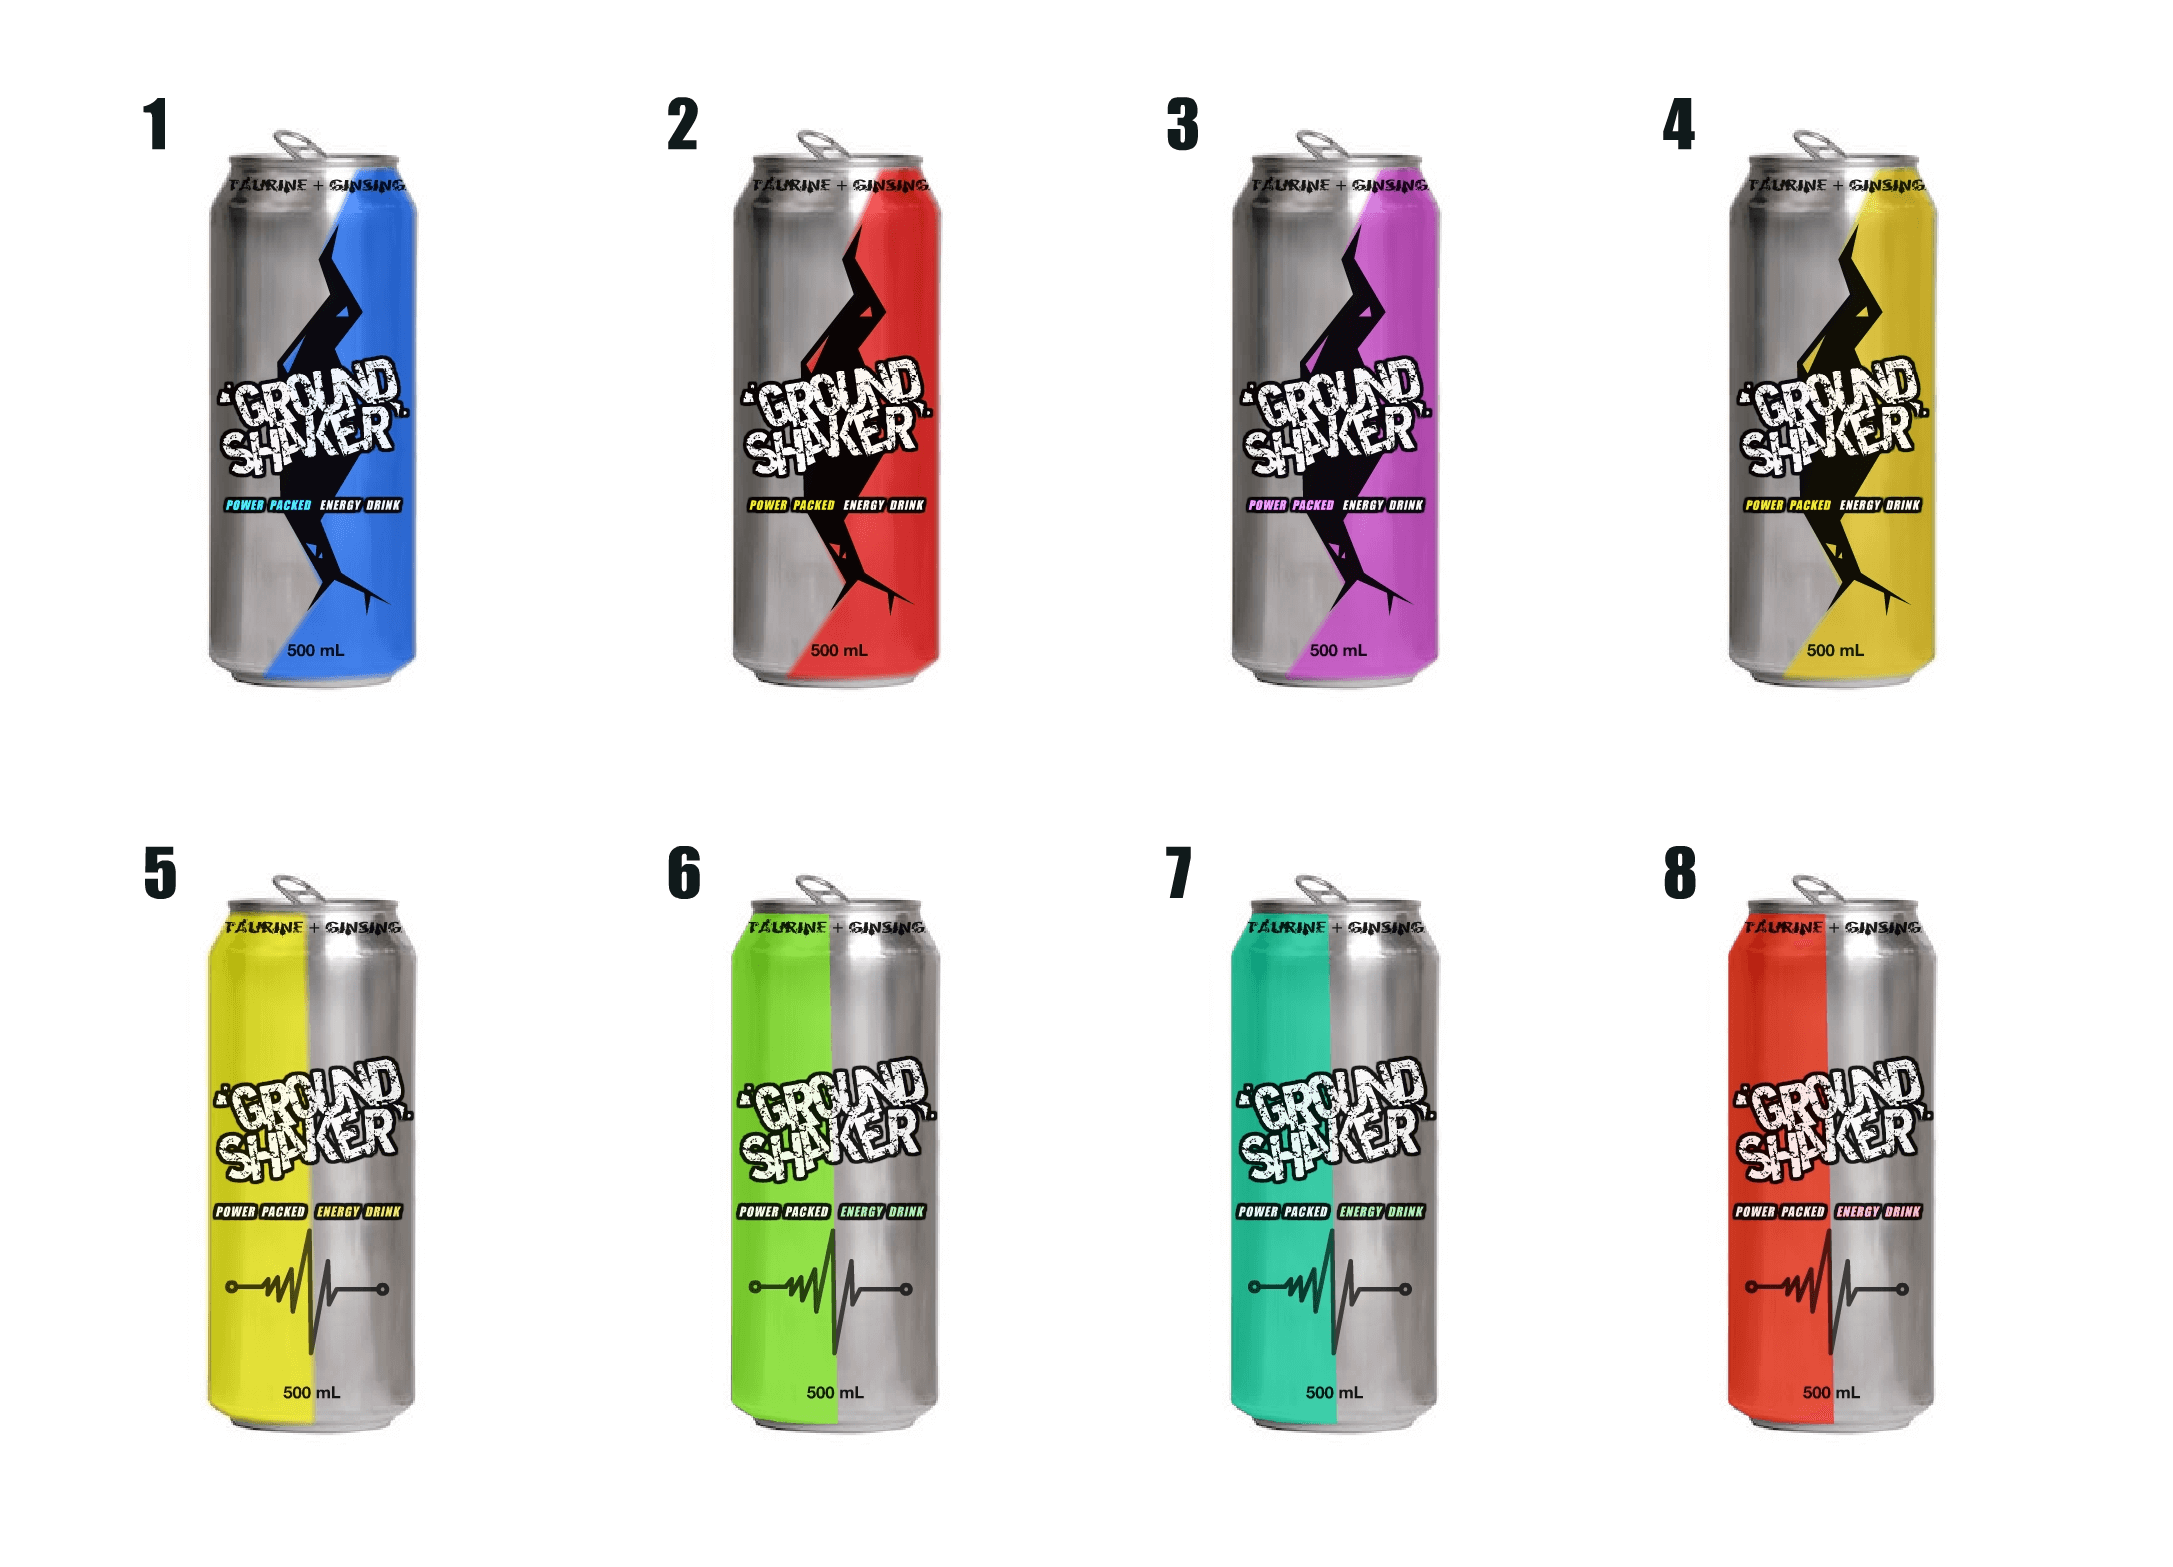 1
TAURINE + GINSING
GROUND
SHAKER
POWER PACKED ENERGY DRINK
500 mL
2
TAURINE + GINSING
GROUND
SHAKER
POWER PACKED ENERGY DRINK
500 mL
3
TAURINE + GINSING
GROUND
SHAKER
POWER PACKED ENERGY DRINK
500 mL
4
TAURINE + GINSING
GROUND
SHAKER
POWER PACKED ENERGY DRINK
500 mL
5
TAURINE + GINSING
GROUND
SHAKER
POWER PACKED ENERGY DRINK
500 mL
6
TAURINE + GINSING
GROUND
SHAKER
POWER PACKED ENERGY DRINK
500 mL
7
TAURINE + GINSING
GROUND
SHAKER
POWER PACKED ENERGY DRINK
500 mL
8
TAURINE + GINSING
GROUND
SHAKER
POWER PACKED ENERGY DRINK
500 mL